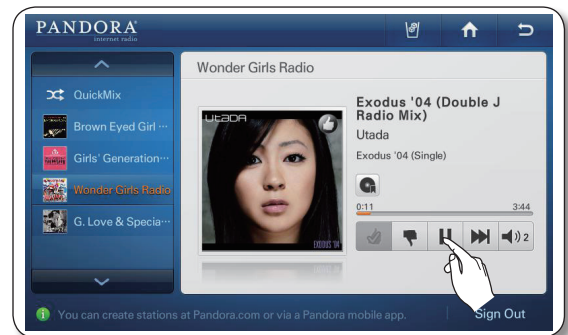 PANDORA®
internet radio
QuickMix
Brown Eyed Girl ···
Girls' Generation···
Wonder Girls Radio
G. Love & Specia···
Wonder Girls Radio
UtaDA
EXODUS '04
Exodus '04 (Double J
Radio Mix)
Utada
Exodus '04 (Single)
0:11 3:44
2
i You can create stations at Pandora.com or via a Pandora mobile app.
Sign Out